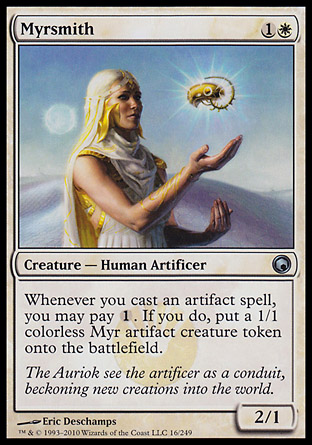 Myrsmith 1
Creature — Human Artificer
Whenever you cast an artifact spell,
you may pay 1. If you do, put a 1/1
colorless Myr artifact creature token
onto the battlefield.
The Auriok see the artificer as a conduit,
beckoning new creations into the world.
Eric Deschamps
™ & © 1993–2010 Wizards of the Coast LLC 16/249
2/1